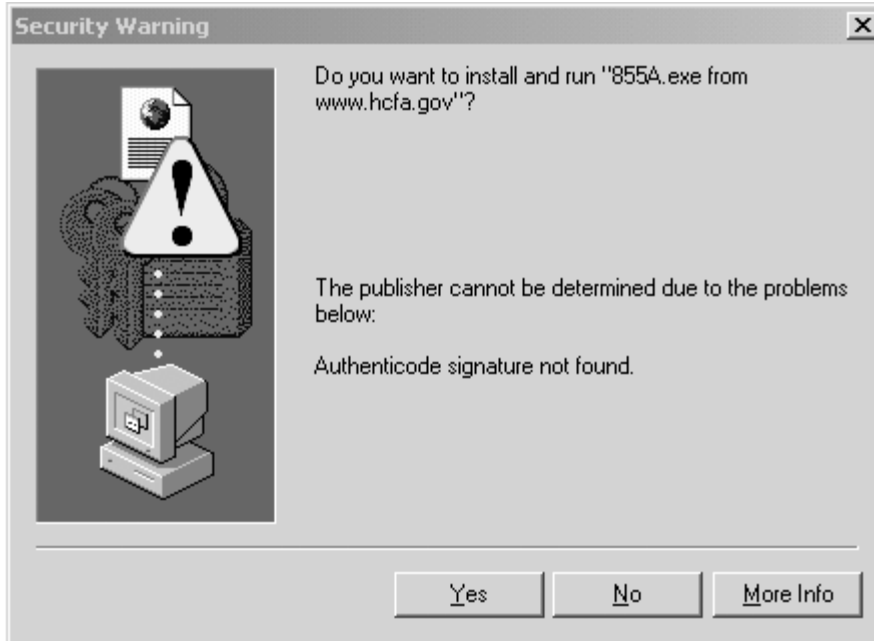 Security Warning
Do you want to install and run "855A.exe from
www.hcfa.gov"?
The publisher cannot be determined due to the problems
below:
Authenticode signature not found.
Yes No More Info